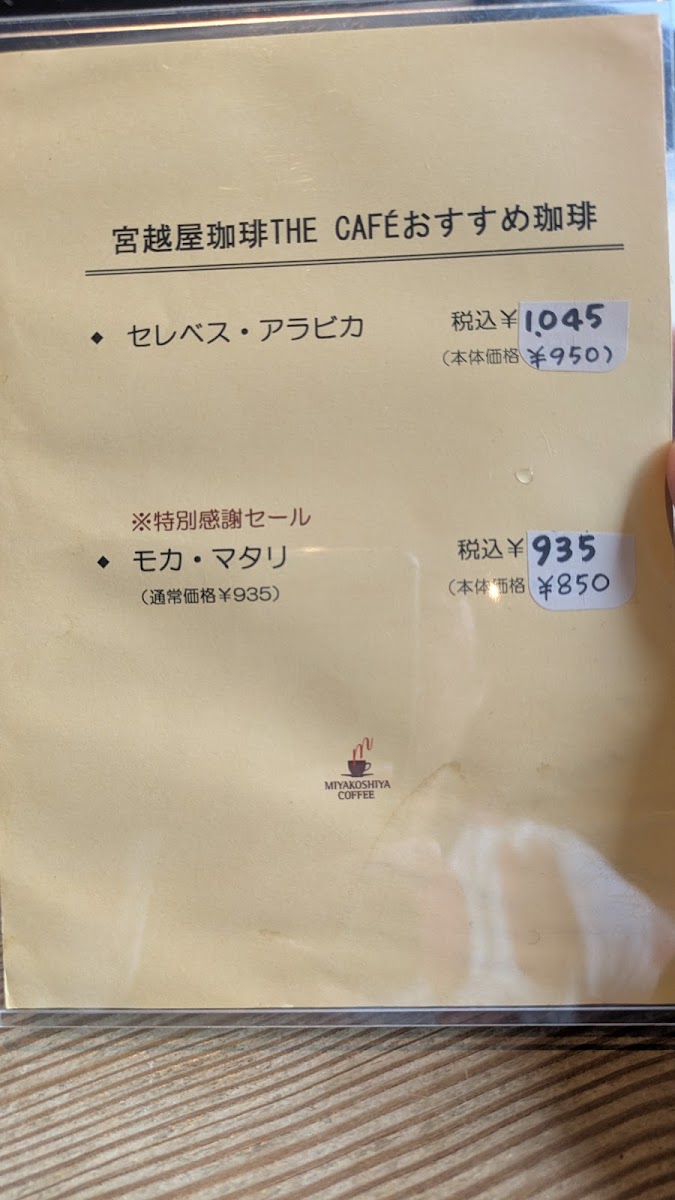 宮越屋珈琲THE CAFÉおすすめ珈琲
◆ セレベス・アラビカ 税込¥1,045
(本体価格 ¥950)
※特別感謝セール
◆ モカ・マタリ 税込¥935
(通常価格¥935) (本体価格 ¥850
MIYAKOSHIYA
COFFEE